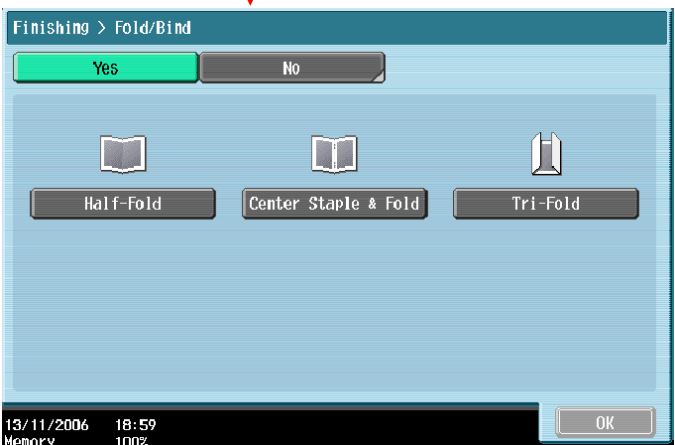 Finishing > Fold/Bind
Yes No
Half-Fold Center Staple & Fold Tri-Fold
13/11/2006 18:59
Memory 100%
OK